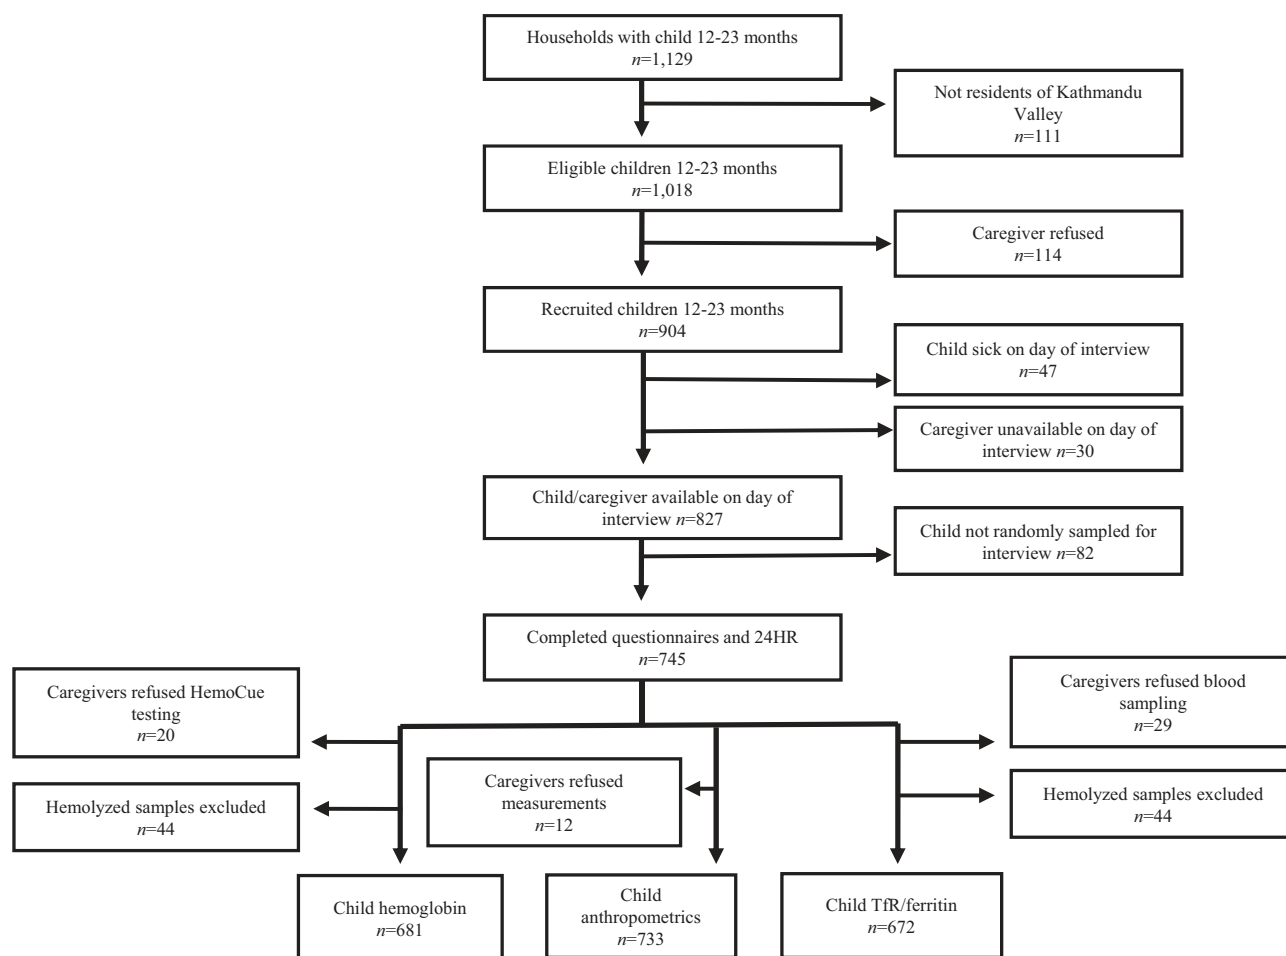 Households with child 12-23 months
n=1,129
Not residents of Kathmandu
Valley
n=111
Eligible children 12-23 months
n=1,018
Caregiver refused
n=114
Recruited children 12-23 months
n=904
Child sick on day of interview
n=47
Caregiver unavailable on day of
interview n=30
Child/caregiver available on day of
interview n=827
Child not randomly sampled for
interview n=82
Completed questionnaires and 24HR
n=745
Caregivers refused HemoCue
testing
n=20
Caregivers refused blood
sampling
n=29
Caregivers refused
measurements
n=12
Hemolyzed samples excluded
n=44
Hemolyzed samples excluded
n=44
Child hemoglobin
n=681
Child
anthropometrics
n=733
Child TfR/ferritin
n=672